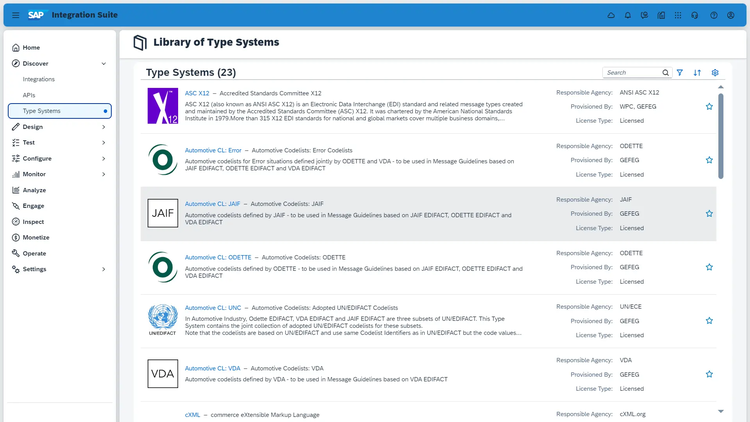 SAP Integration Suite
Home
Discover
Integrations
APIs
Type Systems
Design
Test
Configure
Monitor
Analyze
Engage
Inspect
Monetize
Operate
Settings
Library of Type Systems
Type Systems (23)
Search
X12
ASC X12 – Accredited Standards Committee X12
ASC X12 (also known as ANSI ASC X12) is an Electronic Data Interchange (EDI) standard and related message types created
and maintained by the Accredited Standards Committee (ASC) X12. It was chartered by the American National Standards
Institute in 1979.More than 315 X12 EDI standards for national and global markets cover multiple business domains,...
Responsible Agency: ANSI ASC X12
Provisioned By: WPC, GEFEG
License Type: Licensed
Automotive CL: Error – Automotive Codelists: Error Codelists
Automotive codelists for Error situations defined jointly by ODETTE and VDA - to be used in Message Guidelines based on
JAIF EDIFACT, ODETTE EDIFACT and VDA EDIFACT
Responsible Agency: ODETTE
Provisioned By: GEFEG
License Type: Licensed
JAIF
Automotive CL: JAIF – Automotive Codelists: JAIF
Automotive codelists defined by JAIF - to be used in Message Guidelines based on JAIF EDIFACT, ODETTE EDIFACT and
VDA EDIFACT
Responsible Agency: JAIF
Provisioned By: GEFEG
License Type: Licensed
Automotive CL: ODETTE – Automotive Codelists: ODETTE
Automotive codelists defined by ODETTE - to be used in Message Guidelines based on JAIF EDIFACT, ODETTE EDIFACT and
VDA EDIFACT
Responsible Agency: ODETTE
Provisioned By: GEFEG
License Type: Licensed
UN/EDIFACT
Automotive CL: UNC – Automotive Codelists: Adopted UN/EDIFACT Codelists
In Automotive Industry, Odette EDIFACT, VDA EDIFACT and JAIF EDIFACT are three subsets of UN/EDIFACT. This Type
System contains the joint collection of adopted UN/EDIFACT codelists for these subsets.
Note that the codelists are based on UN/EDIFACT and use same Codelist Identifiers as in UN/EDIFACT but the code values...
Responsible Agency: UN/ECE
Provisioned By: GEFEG
License Type: Licensed
VDA
Automotive CL: VDA – Automotive Codelists: VDA
Automotive codelists defined by VDA - to be used in Message Guidelines based on VDA EDIFACT
Responsible Agency: VDA
Provisioned By: GEFEG
License Type: Licensed
cXML – commerce eXtensible Markup Language
Responsible Agency: cXML.org